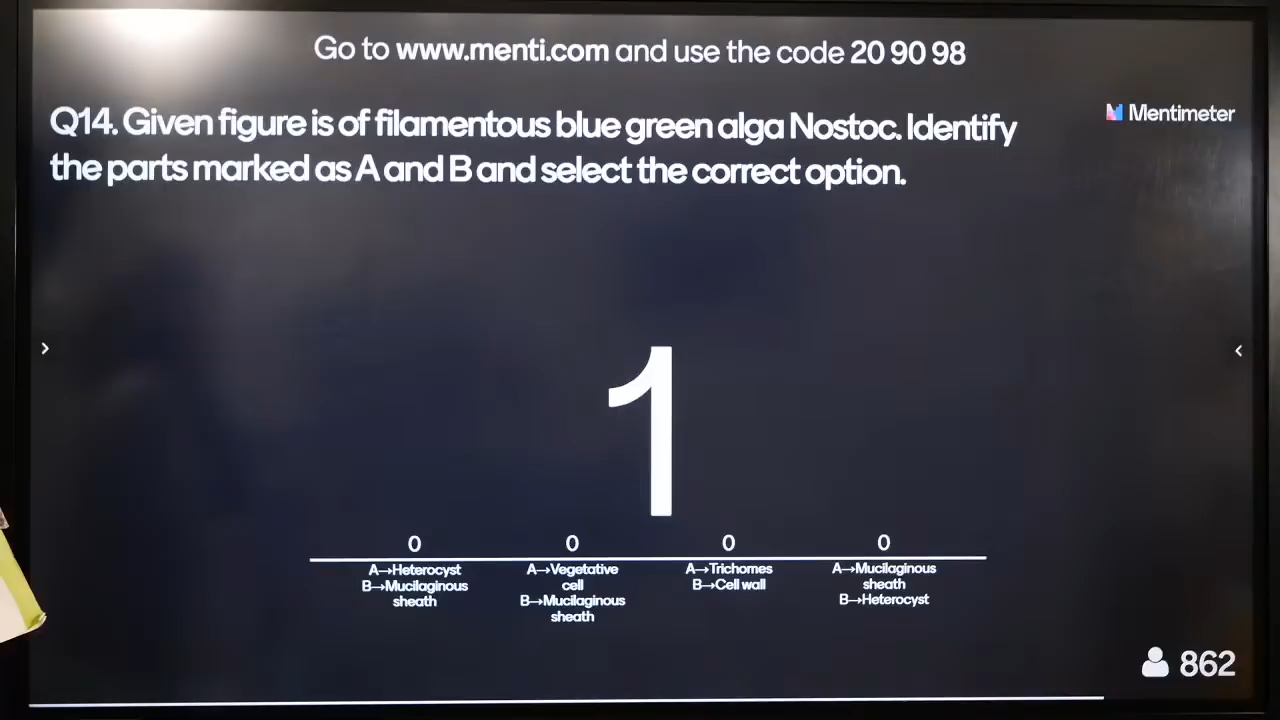 Go to www.menti.com and use the code 20 90 98
Mentimeter
Q14. Given figure is of filamentous blue green alga Nostoc. Identify
the parts marked as A and B and select the correct option.
1
0
0
0
0
A→Heterocyst
B→Mucilaginous
sheath
A→Vegetative
cell
B→Mucilaginous
sheath
A→Trichomes
B→Cell wall
A→Mucilaginous
sheath
B→Heterocyst
862